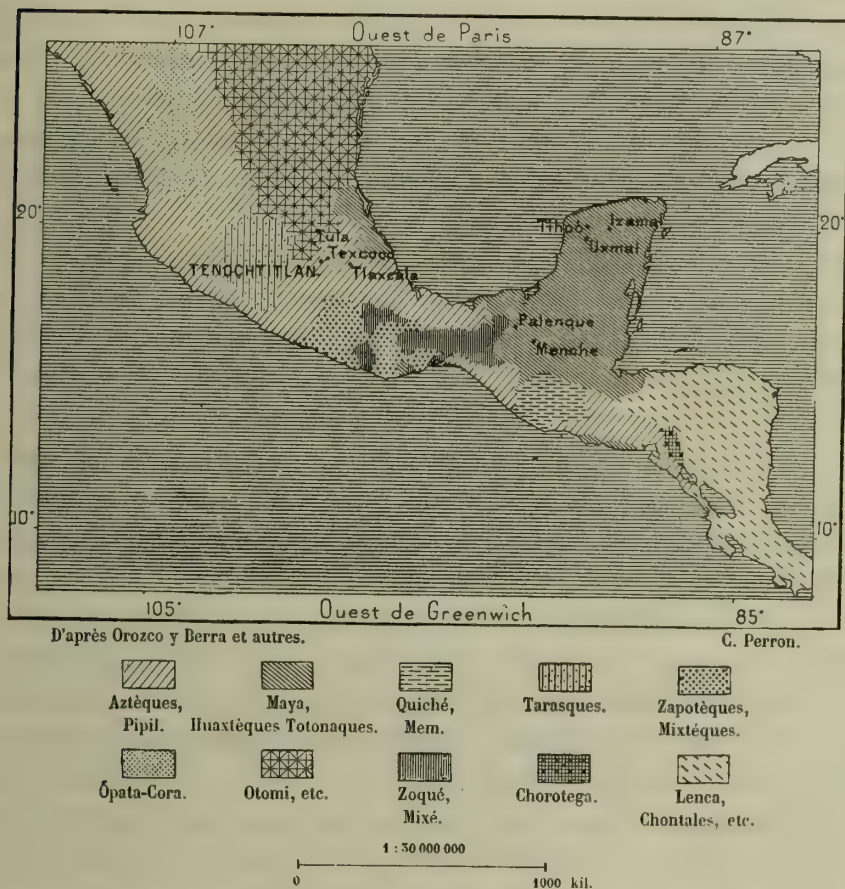 107° Ouest de Paris 87°
20° 20°
Tihoo Izamal
Uxmal
Tula
Texcoco
TENOCHTITLAN. Tlaxcala
Palenque
Menche
10° 10°
105° Ouest de Greenwich 85°
D'après Orozco y Berra et autres. C. Perron.
Aztèques, Maya, Quiché, Tarasques. Zapotèques,
Pipil. Huaxtèques Totonaques. Mem. Mixtéques.
Ópata-Cora. Otomi, etc. Zoqué, Chorotega. Lenca,
Mixé. Chontales, etc.
1 : 30 000 000
0 1000 kil.